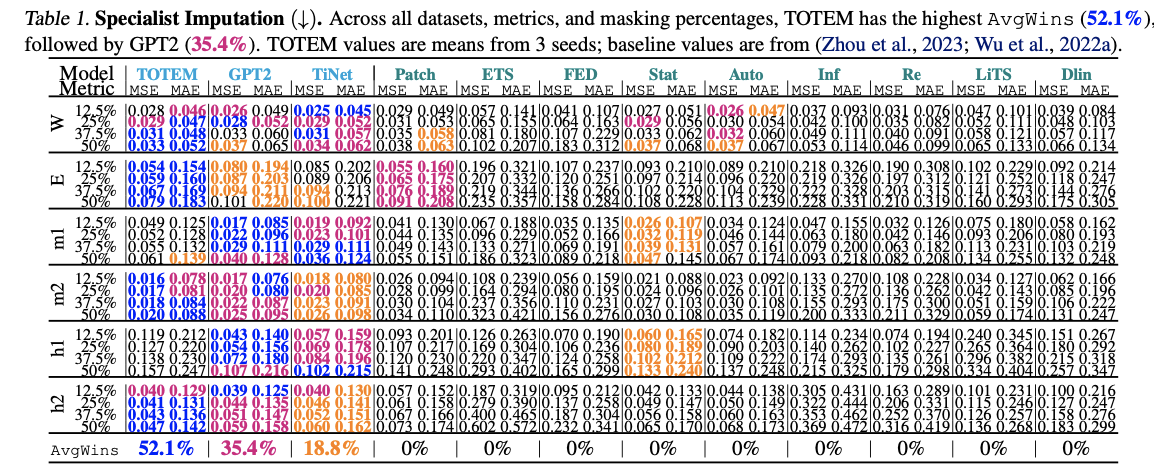 Table 1. Specialist Imputation (↓). Across all datasets, metrics, and masking percentages, TOTEM has the highest AvgWins (52.1%),
followed by GPT2 (35.4%). TOTEM values are means from 3 seeds; baseline values are from (Zhou et al., 2023; Wu et al., 2022a).
Model TOTEM GPT2 TiNet Patch ETS FED Stat Auto Inf Re LiTS Dlin
Metric MSE MAE MSE MAE MSE MAE MSE MAE MSE MAE MSE MAE MSE MAE MSE MAE MSE MAE MSE MAE MSE MAE MSE MAE
W
12.5% 0.028 0.046 0.026 0.049 0.025 0.045 0.029 0.049 0.057 0.141 0.041 0.107 0.027 0.051 0.026 0.047 0.037 0.093 0.031 0.076 0.047 0.101 0.039 0.084
25% 0.029 0.047 0.028 0.052 0.029 0.052 0.031 0.053 0.065 0.155 0.064 0.163 0.029 0.056 0.030 0.054 0.042 0.100 0.035 0.082 0.052 0.111 0.048 0.103
37.5% 0.031 0.048 0.033 0.060 0.031 0.057 0.035 0.058 0.081 0.180 0.107 0.229 0.033 0.062 0.032 0.060 0.049 0.111 0.040 0.091 0.058 0.121 0.057 0.117
50% 0.033 0.052 0.037 0.065 0.034 0.062 0.038 0.063 0.102 0.207 0.183 0.312 0.037 0.068 0.037 0.067 0.053 0.114 0.046 0.099 0.065 0.133 0.066 0.134
E
12.5% 0.054 0.154 0.080 0.194 0.085 0.202 0.055 0.160 0.196 0.321 0.107 0.237 0.093 0.210 0.089 0.210 0.218 0.326 0.190 0.308 0.102 0.229 0.092 0.214
25% 0.059 0.160 0.087 0.203 0.089 0.206 0.065 0.175 0.207 0.332 0.120 0.251 0.097 0.214 0.096 0.220 0.219 0.326 0.197 0.312 0.121 0.252 0.118 0.247
37.5% 0.067 0.169 0.094 0.211 0.094 0.213 0.076 0.189 0.219 0.344 0.136 0.266 0.102 0.220 0.104 0.229 0.222 0.328 0.203 0.315 0.141 0.273 0.144 0.276
50% 0.079 0.183 0.101 0.220 0.100 0.221 0.091 0.208 0.235 0.357 0.158 0.284 0.108 0.228 0.113 0.239 0.228 0.331 0.210 0.319 0.160 0.293 0.175 0.305
m1
12.5% 0.049 0.125 0.017 0.085 0.019 0.092 0.041 0.130 0.067 0.188 0.035 0.135 0.026 0.107 0.034 0.124 0.047 0.155 0.032 0.126 0.075 0.180 0.058 0.162
25% 0.052 0.128 0.022 0.096 0.023 0.101 0.044 0.135 0.096 0.229 0.052 0.166 0.032 0.119 0.046 0.144 0.063 0.180 0.042 0.146 0.093 0.206 0.080 0.193
37.5% 0.055 0.132 0.029 0.111 0.029 0.111 0.049 0.143 0.133 0.271 0.069 0.191 0.039 0.131 0.057 0.161 0.079 0.200 0.063 0.182 0.113 0.231 0.103 0.219
50% 0.061 0.139 0.040 0.128 0.036 0.124 0.055 0.151 0.186 0.323 0.089 0.218 0.047 0.145 0.067 0.174 0.093 0.218 0.082 0.208 0.134 0.255 0.132 0.248
m2
12.5% 0.016 0.078 0.017 0.076 0.018 0.080 0.026 0.094 0.108 0.239 0.056 0.159 0.021 0.088 0.023 0.092 0.133 0.270 0.108 0.228 0.034 0.127 0.062 0.166
25% 0.017 0.081 0.020 0.080 0.020 0.085 0.028 0.099 0.164 0.294 0.080 0.195 0.024 0.096 0.026 0.101 0.135 0.272 0.136 0.262 0.042 0.143 0.085 0.196
37.5% 0.018 0.084 0.022 0.087 0.023 0.091 0.030 0.104 0.237 0.356 0.110 0.231 0.027 0.103 0.030 0.108 0.155 0.293 0.175 0.300 0.051 0.159 0.106 0.222
50% 0.020 0.088 0.025 0.095 0.026 0.098 0.034 0.110 0.323 0.421 0.156 0.276 0.030 0.108 0.035 0.119 0.200 0.333 0.211 0.329 0.059 0.174 0.131 0.247
h1
12.5% 0.119 0.212 0.043 0.140 0.057 0.159 0.093 0.201 0.126 0.263 0.070 0.190 0.060 0.165 0.074 0.182 0.114 0.234 0.074 0.194 0.240 0.345 0.151 0.267
25% 0.127 0.220 0.054 0.156 0.069 0.178 0.107 0.217 0.169 0.304 0.106 0.236 0.080 0.189 0.090 0.203 0.140 0.262 0.102 0.227 0.265 0.364 0.180 0.292
37.5% 0.138 0.230 0.072 0.180 0.084 0.196 0.120 0.230 0.220 0.347 0.124 0.258 0.102 0.212 0.109 0.222 0.174 0.293 0.135 0.261 0.296 0.382 0.215 0.318
50% 0.157 0.247 0.107 0.216 0.102 0.215 0.141 0.248 0.293 0.402 0.165 0.299 0.133 0.240 0.137 0.248 0.215 0.325 0.179 0.298 0.334 0.404 0.257 0.347
h2
12.5% 0.040 0.129 0.039 0.125 0.040 0.130 0.057 0.152 0.187 0.319 0.095 0.212 0.042 0.133 0.044 0.138 0.305 0.431 0.163 0.289 0.101 0.231 0.100 0.216
25% 0.041 0.131 0.044 0.135 0.046 0.141 0.061 0.158 0.279 0.390 0.137 0.258 0.049 0.147 0.050 0.149 0.322 0.444 0.206 0.331 0.115 0.246 0.127 0.247
37.5% 0.043 0.136 0.051 0.147 0.052 0.151 0.067 0.166 0.400 0.465 0.187 0.304 0.056 0.158 0.060 0.163 0.353 0.462 0.252 0.370 0.126 0.257 0.158 0.276
50% 0.047 0.142 0.059 0.158 0.060 0.162 0.073 0.174 0.602 0.572 0.232 0.341 0.065 0.170 0.068 0.173 0.369 0.472 0.316 0.419 0.136 0.268 0.183 0.299
AvgWins 52.1% 35.4% 18.8% 0% 0% 0% 0% 0% 0% 0% 0% 0%